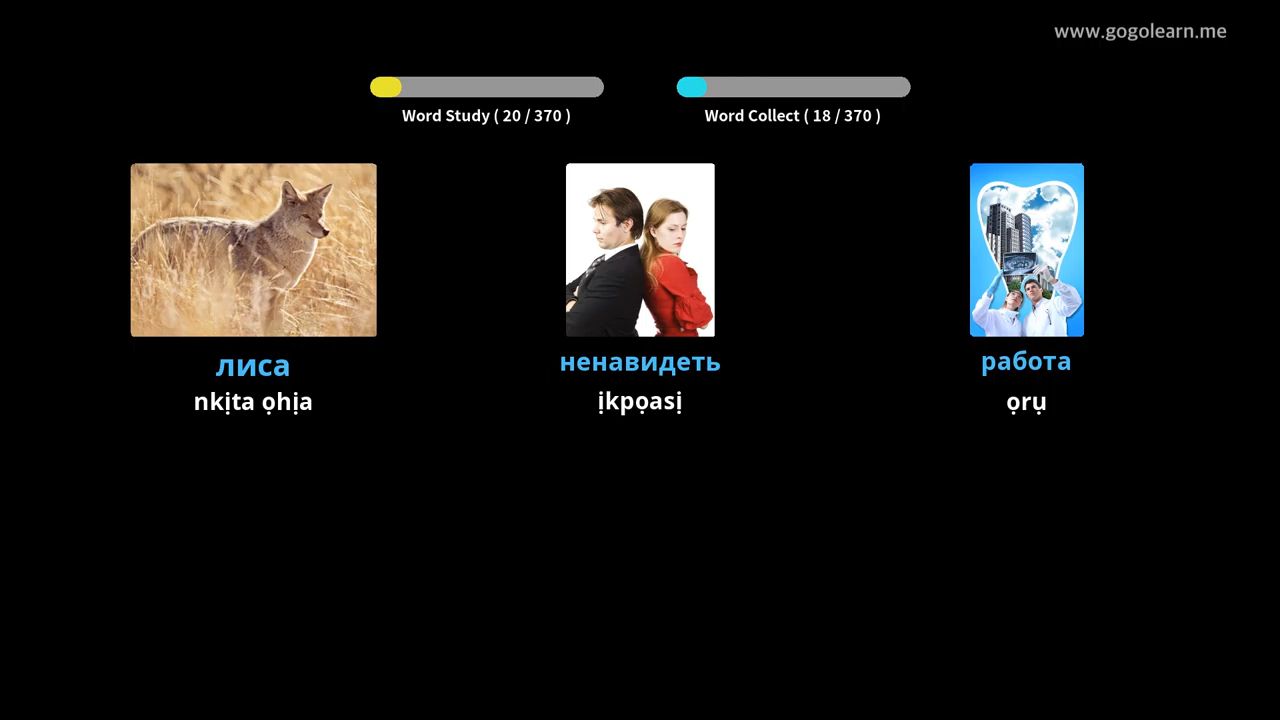 www.gogolearn.me
Word Study ( 20 / 370 )
Word Collect ( 18 / 370 )
лиса
nkịta ọhịa
ненавидеть
ịkpọasị
работа
ọrụ